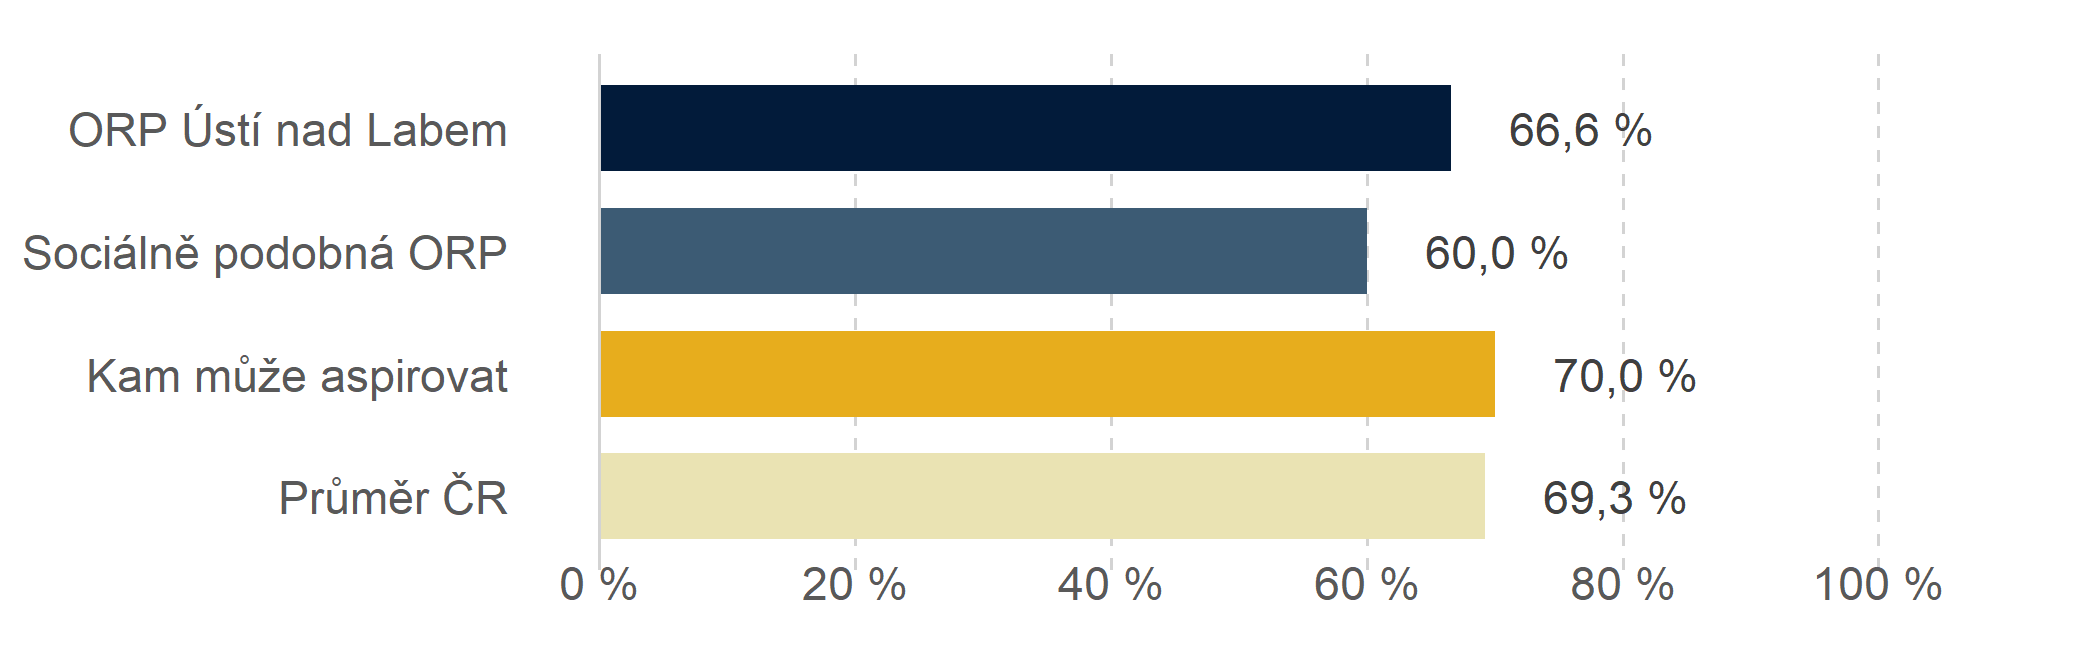 ORP Ústí nad Labem 66,6 %
Sociálně podobná ORP 60,0 %
Kam může aspirovat 70,0 %
Průměr ČR 69,3 %
0 % 20 % 40 % 60 % 80 % 100 %